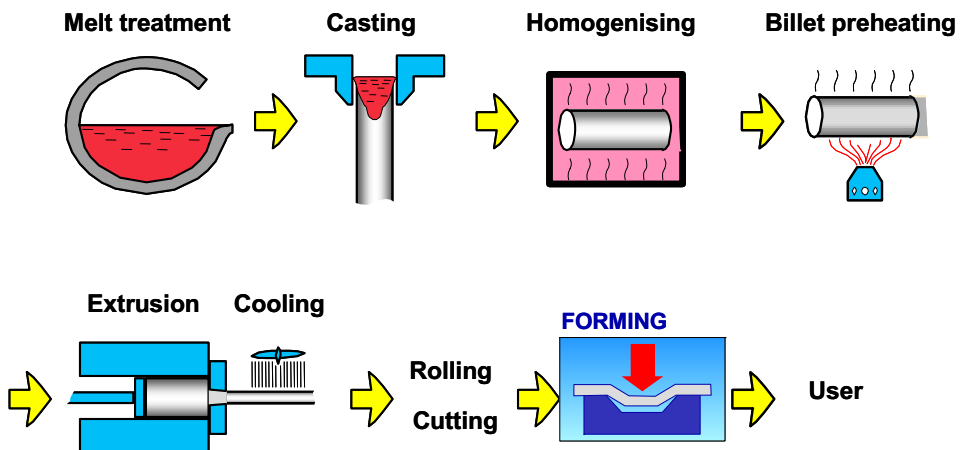 Melt treatment
Casting
Homogenising
Billet preheating
Extrusion
Cooling
Rolling
Cutting
FORMING
User